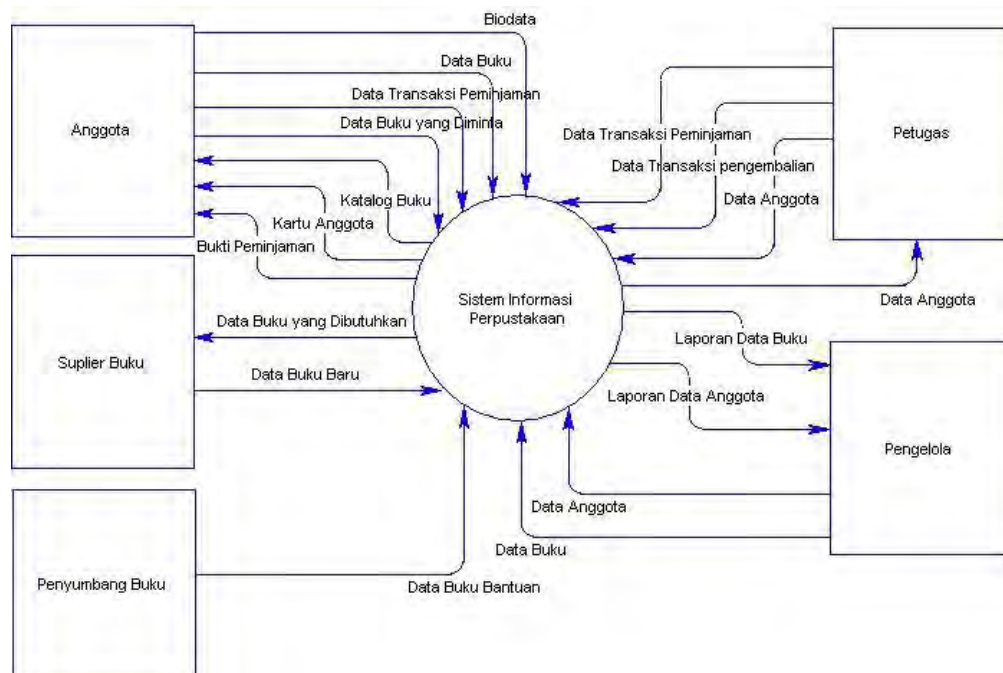 Biodata
Data Buku
Data Transaksi Peminjaman
Data Buku yang Diminta
Anggota
Katalog Buku
Kartu Anggota
Bukti Peminjaman
Data Transaksi Peminjaman
Data Transaksi pengembalian
Data Anggota
Petugas
Data Anggota
Sistem Informasi
Perpustakaan
Data Buku yang Dibutuhkan
Suplier Buku
Data Buku Baru
Laporan Data Buku
Laporan Data Anggota
Pengelola
Data Anggota
Data Buku
Penyumbang Buku
Data Buku Bantuan